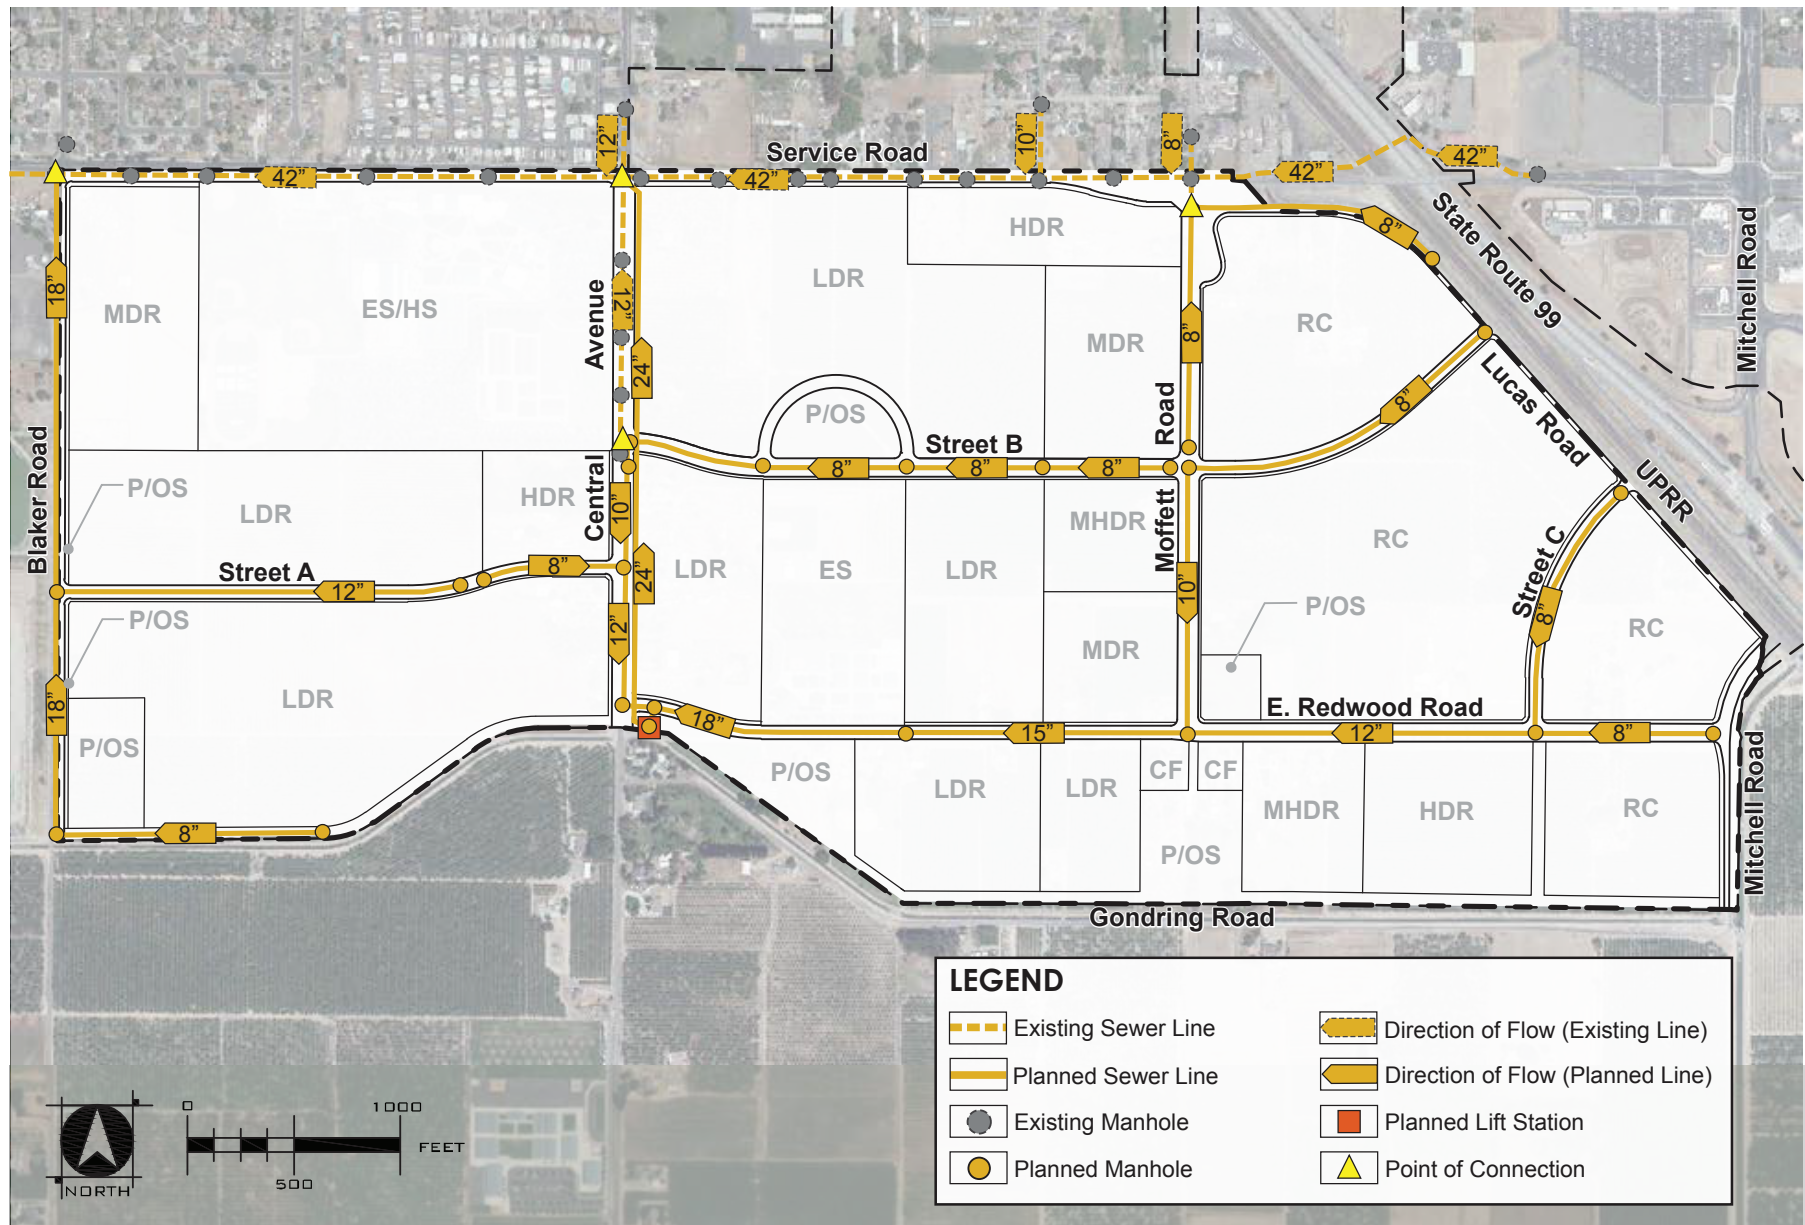 12”
10”
8”
Service Road
42”
42”
42”
42”
State Route 99
Mitchell Road
8”
HDR
LDR
MDR
ES/HS
18”
Avenue
12”
24”
MDR
8”
RC
P/OS
8”
Lucas Road
UPRR
Road
Street B
8”
8”
8”
Blaker Road
P/OS
LDR
HDR
Central
10”
MHDR
Moffett
RC
Street C
Street A
12”
8”
24”
LDR
ES
LDR
10”
P/OS
8”
RC
P/OS
12”
MDR
18”
LDR
18”
E. Redwood Road
15”
12”
8”
P/OS
P/OS
LDR
LDR
CF
CF
MHDR
HDR
RC
Mitchell Road
8”
P/OS
Gondring Road
LEGEND
Existing Sewer Line
Direction of Flow (Existing Line)
Planned Sewer Line
Direction of Flow (Planned Line)
Existing Manhole
Planned Lift Station
Planned Manhole
Point of Connection
0
1000
FEET
500
NORTH